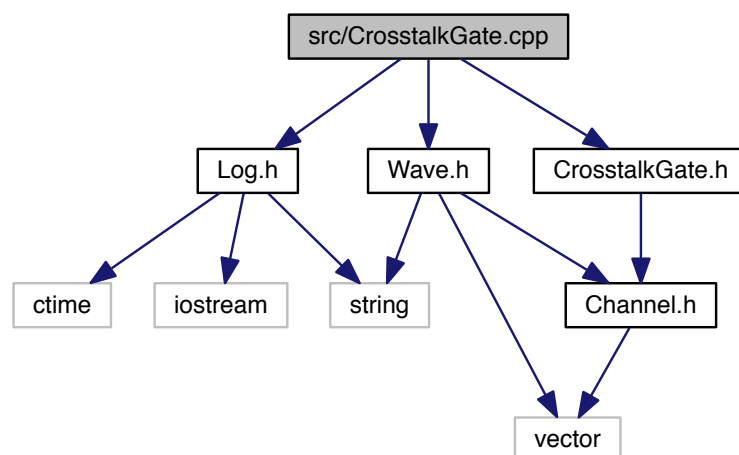 src/CrosstalkGate.cpp
Log.h
Wave.h
CrosstalkGate.h
ctime
iostream
string
Channel.h
vector